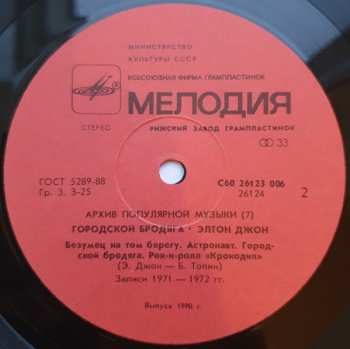 МИНИСТЕРСТВО
КУЛЬТУРЫ СССР
ВСЕСОЮЗНАЯ ФИРМА ГРАМПЛАСТИНОК
МЕЛОДИЯ
СТЕРЕО
РИЖСКИЙ ЗАВОД ГРАМПЛАСТИНОК
33
ГОСТ 5289-88
Гр. 3. 3-25
С60 26123 006
26124
2
АРХИВ ПОПУЛЯРНОЙ МУЗЫКИ (7)
ГОРОДСКОЙ БРОДЯГА · ЭЛТОН ДЖОН
Безумец на том берегу. Астронавт. Город-
ской бродяга. Рок-н-ролл «Крокодил»
(Э. Джон — Б. Топин)
Записи 1971 — 1972 гг.
Выпуск 1990 г.